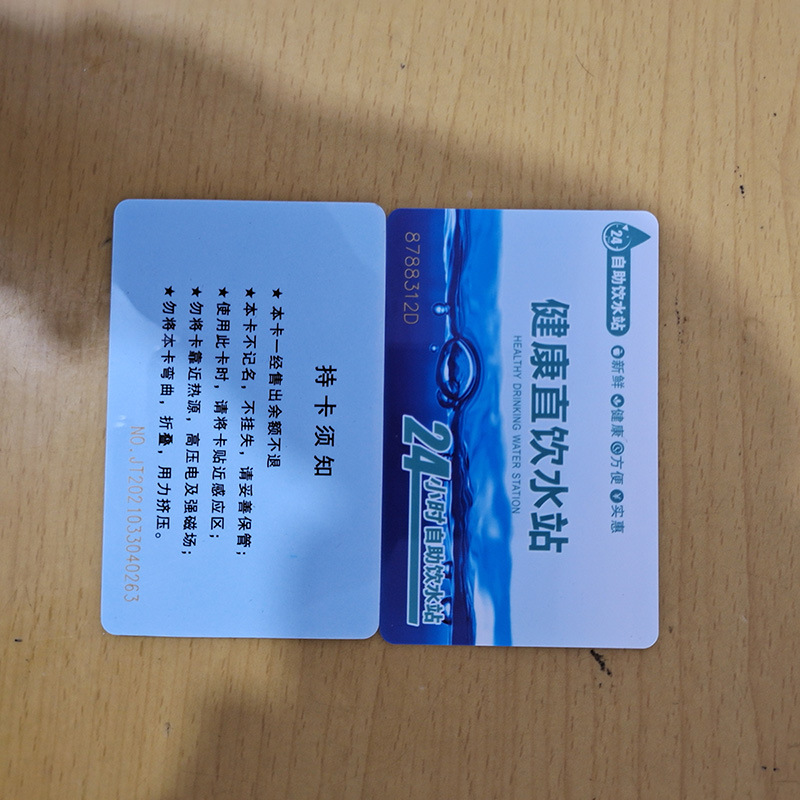 持卡须知
★本卡一经售出余额不退
★本卡不记名，不挂失，请妥善保管；
★使用此卡时，请将卡贴近感应区；
★勿将卡靠近热源，高压电及强磁场；
★勿将本卡弯曲，折叠，用力挤压。
NO.JT2021033040263
24 自助饮水站 新鲜 健康 方便 实惠
健康直饮水站
HEALTHY DRINKING WATER STATION
24小时自助饮水站
8788312D